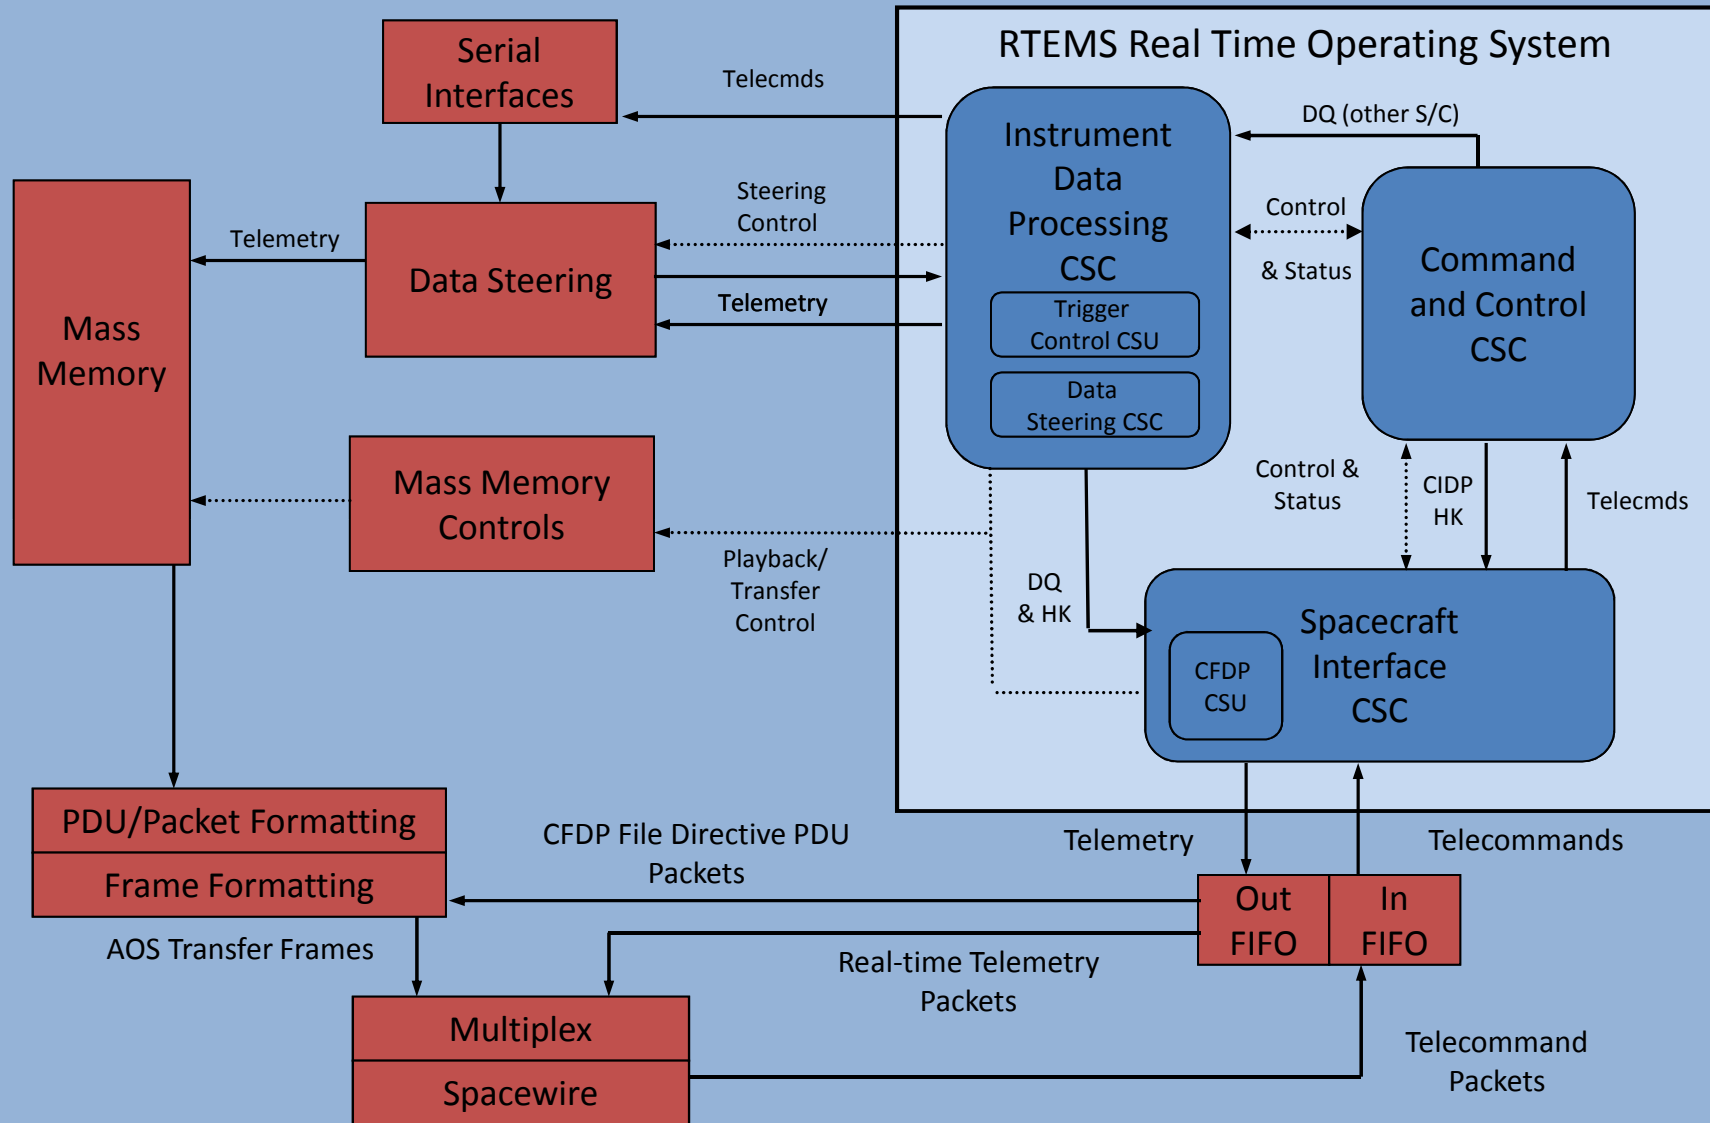 RTEMS Real Time Operating System
Serial
Interfaces
Telecmds
Instrument
Data
Processing
CSC
DQ (other S/C)
Steering
Control
Control
& Status
Command
and Control
CSC
Telemetry
Data Steering
Telemetry
Trigger
Control CSU
Data
Steering CSC
Mass
Memory
Mass Memory
Controls
Control &
Status
CIDP
HK
Telecmds
Playback/
Transfer
Control
DQ
& HK
Spacecraft
Interface
CSC
CFDP
CSU
PDU/Packet Formatting
Frame Formatting
CFDP File Directive PDU
Packets
Telemetry
Telecommands
Out
FIFO
In
FIFO
AOS Transfer Frames
Real-time Telemetry
Packets
Multiplex
Spacewire
Telecommand
Packets